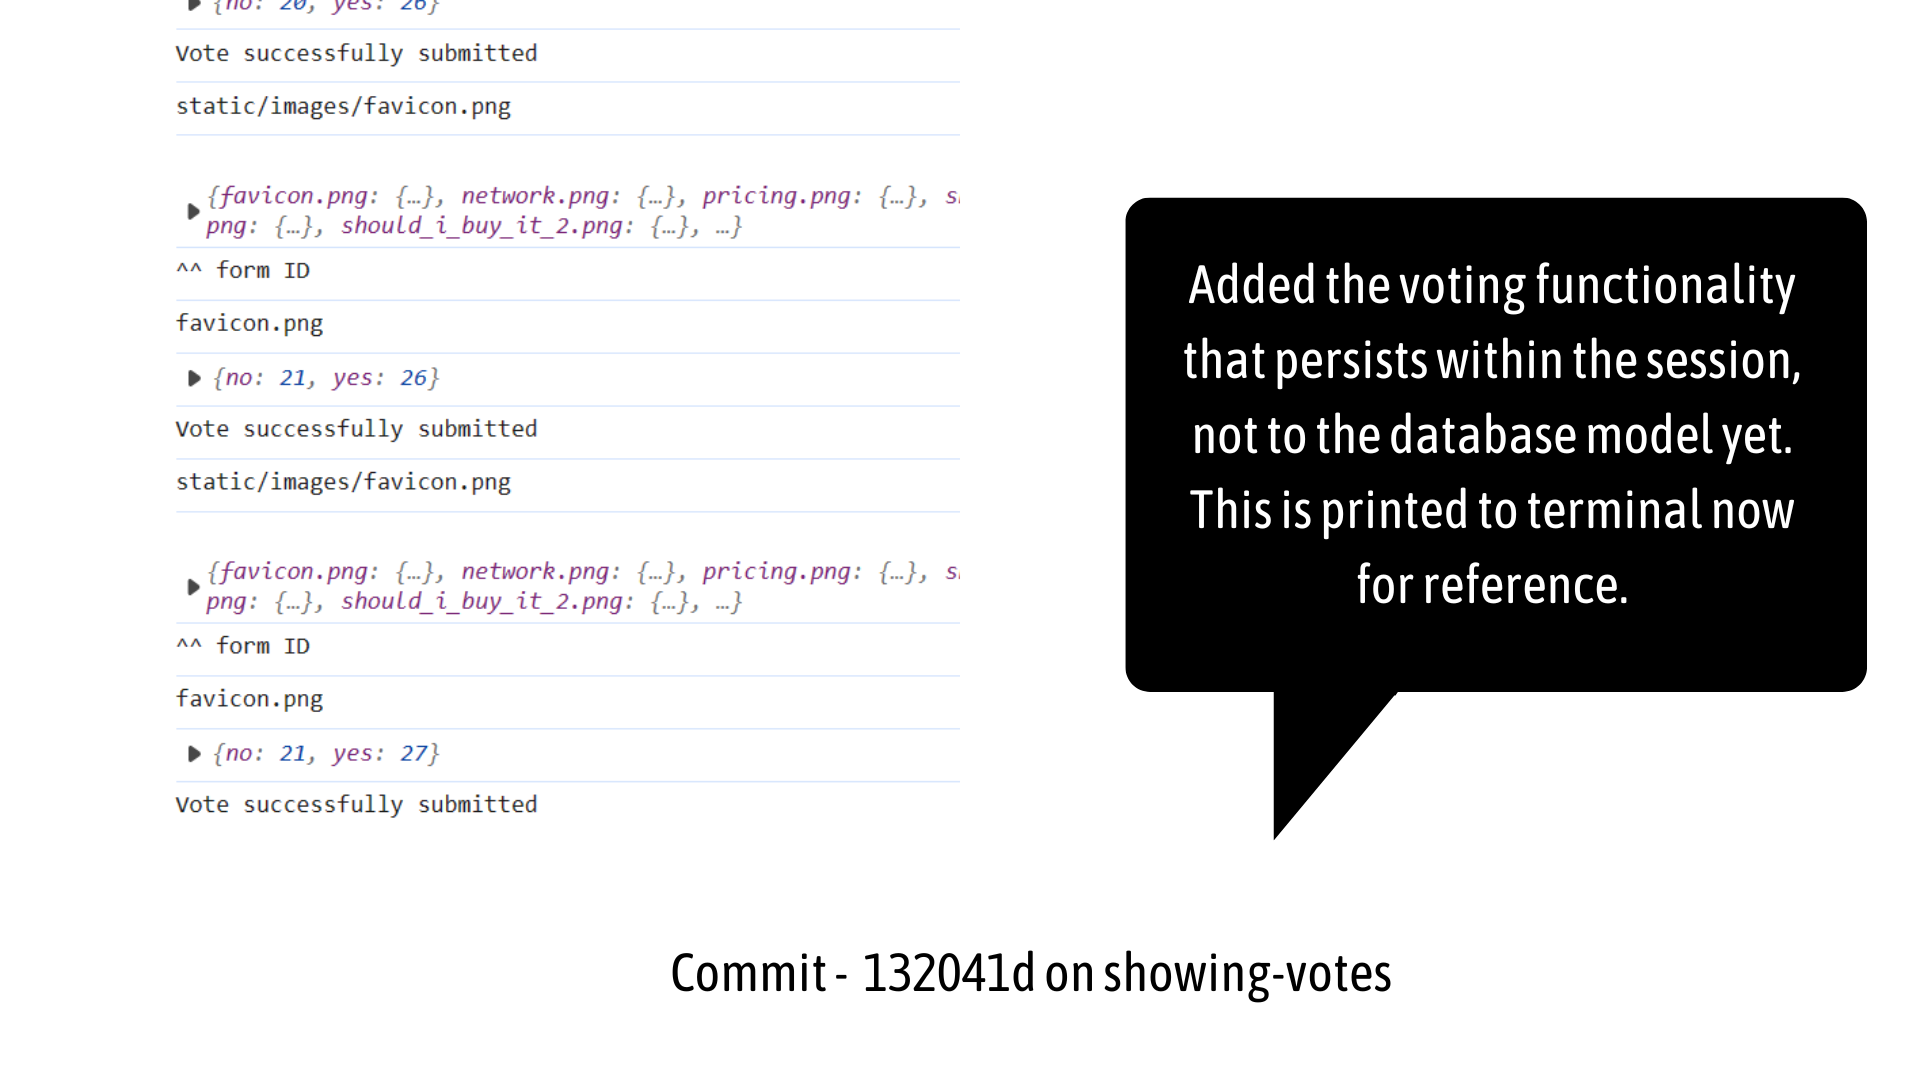 {no: 20, yes: 26}
Vote successfully submitted
static/images/favicon.png
{favicon.png: {…}, network.png: {…}, pricing.png: {…},
png: {…}, should_i_buy_it_2.png: {…}, …}
^^ form ID
favicon.png
{no: 21, yes: 26}
Vote successfully submitted
static/images/favicon.png
{favicon.png: {…}, network.png: {…}, pricing.png: {…},
png: {…}, should_i_buy_it_2.png: {…}, …}
^^ form ID
favicon.png
{no: 21, yes: 27}
Vote successfully submitted
Added the voting functionality
that persists within the session,
not to the database model yet.
This is printed to terminal now
for reference.
Commit - 132041d on showing-votes